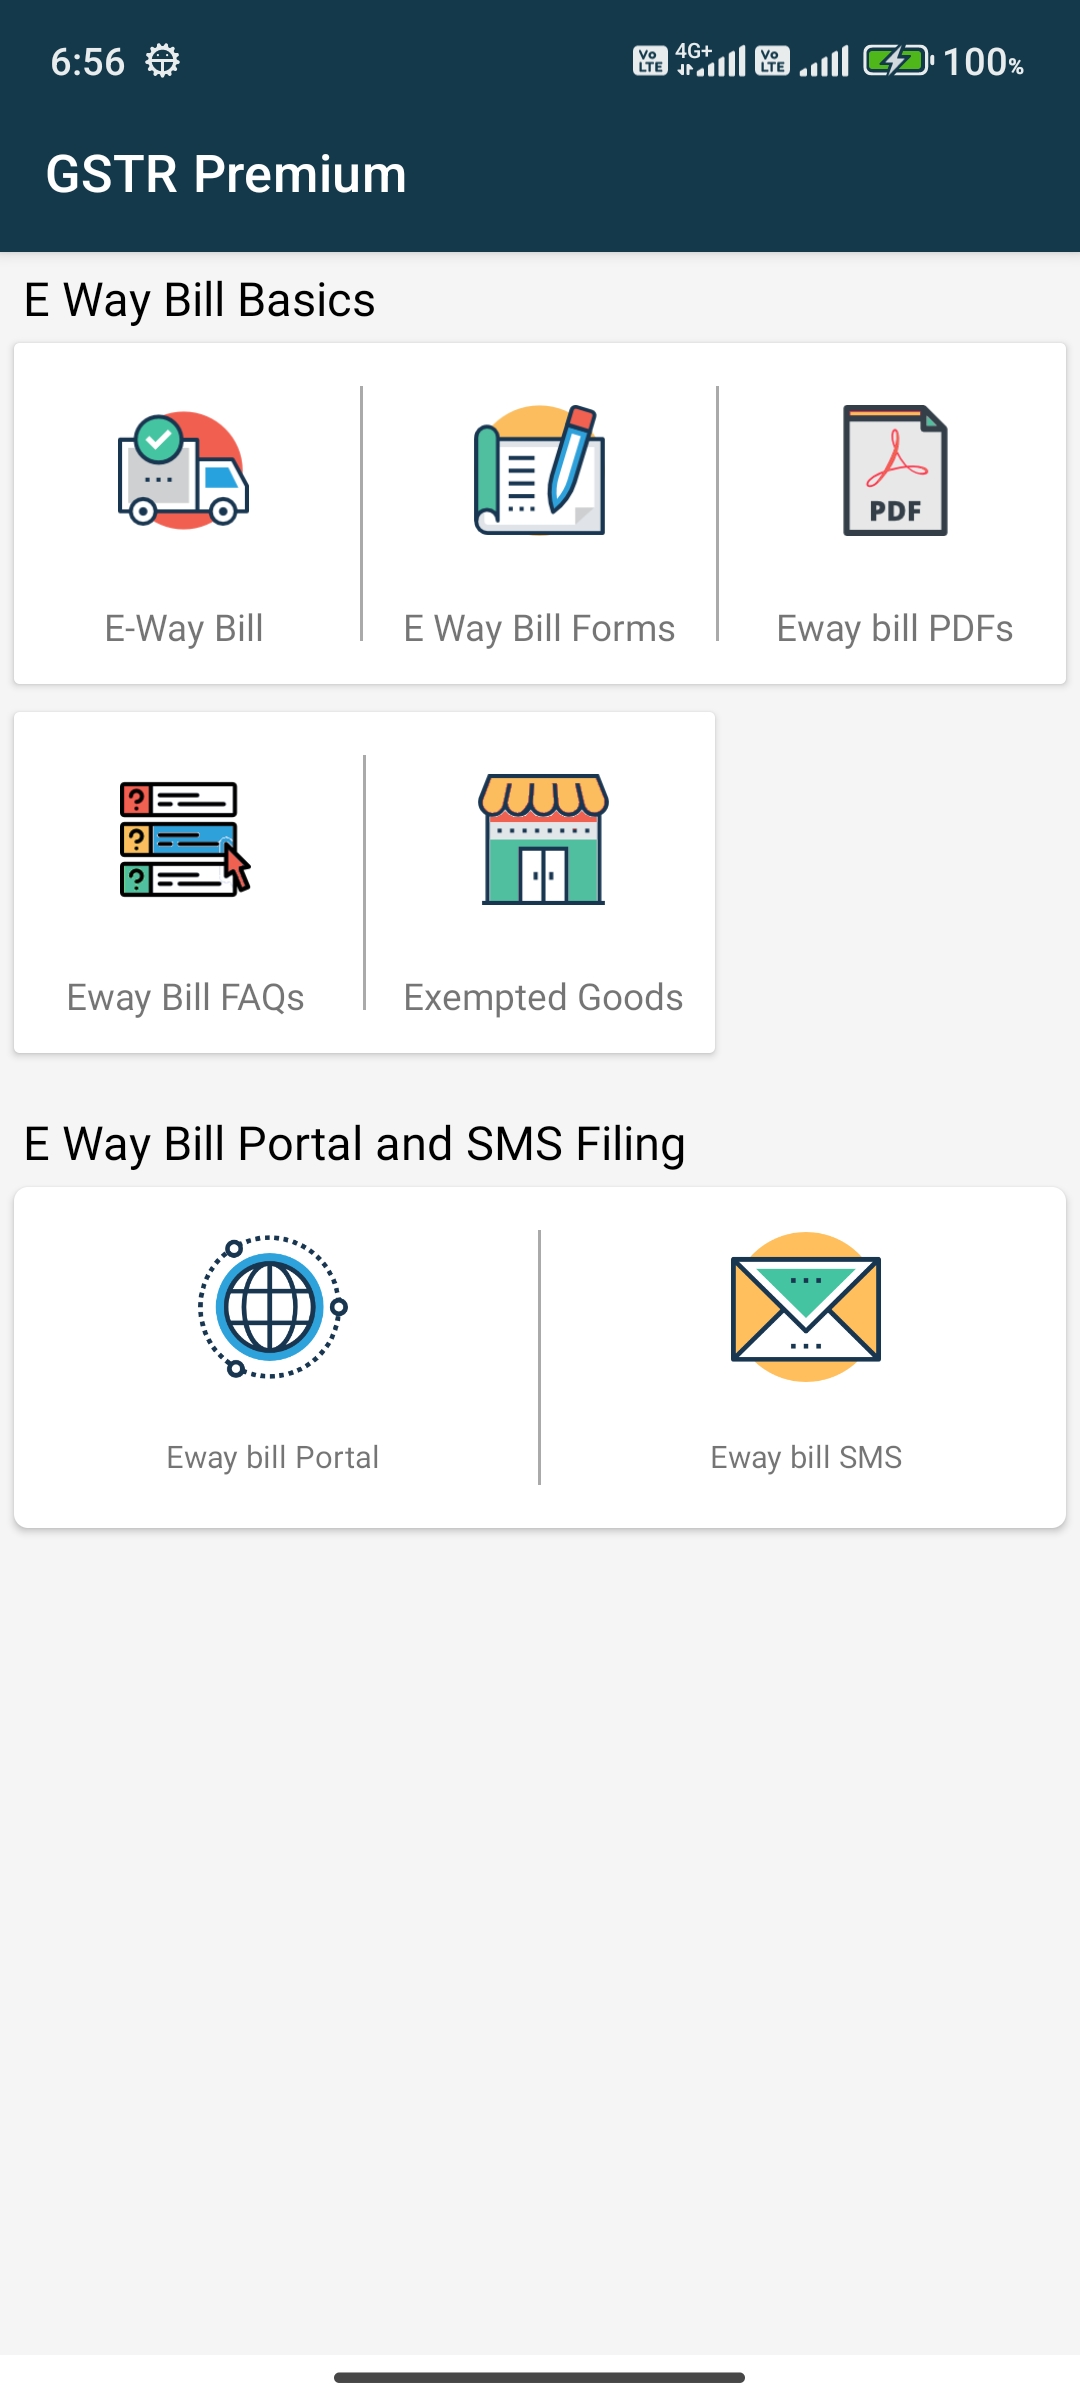 6:56 Vo LTE 4G+ Vo LTE 100%
GSTR Premium
E Way Bill Basics
PDF
E-Way Bill E Way Bill Forms Eway bill PDFs
? ? ?
Eway Bill FAQs Exempted Goods
E Way Bill Portal and SMS Filing
Eway bill Portal Eway bill SMS